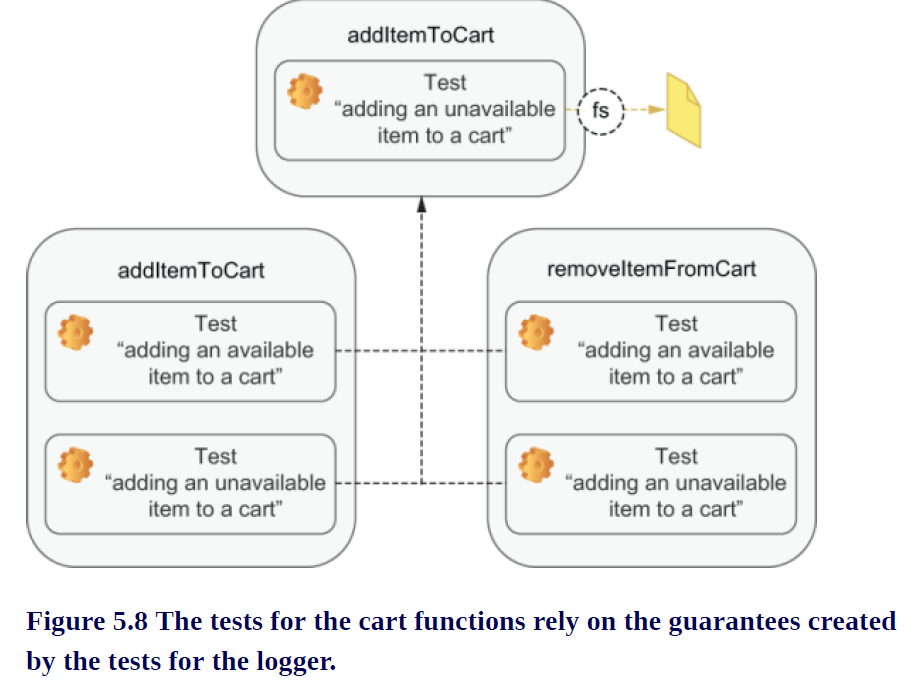 addItemToCart
Test
“adding an unavailable
item to a cart”
fs
addItemToCart
Test
“adding an available
item to a cart”
Test
“adding an unavailable
item to a cart”
removeItemFromCart
Test
“adding an available
item to a cart”
Test
“adding an unavailable
item to a cart”
Figure 5.8 The tests for the cart functions rely on the guarantees created
by the tests for the logger.